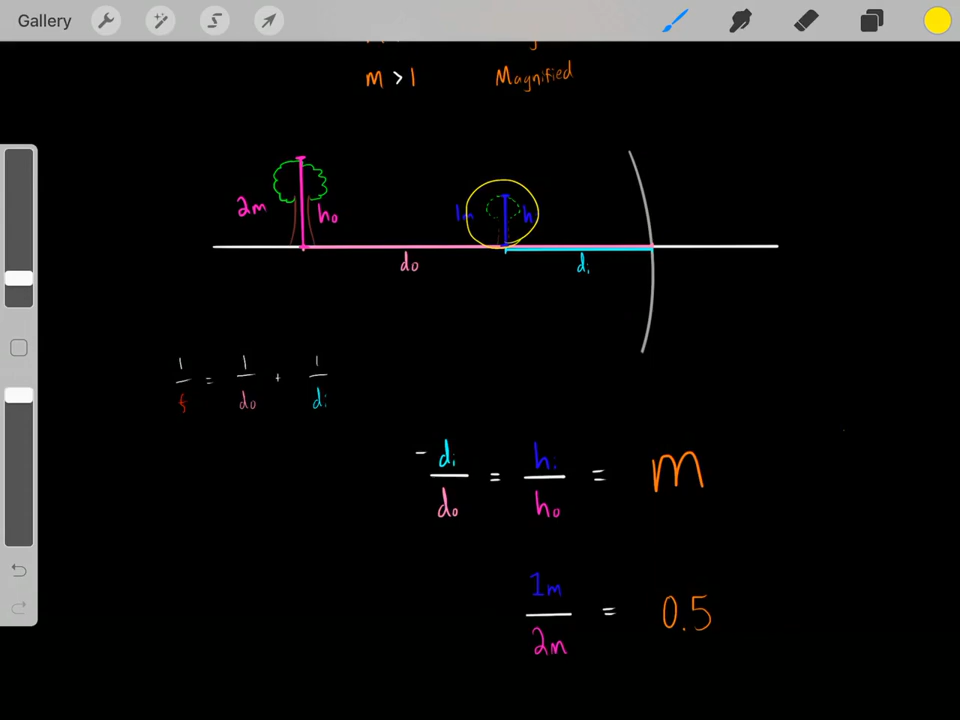 Gallery
m > 1 Magnified
2m ho 1m h
do di
1/f = 1/do + 1/di
-di/do = hi/ho = m
1m/2m = 0.5